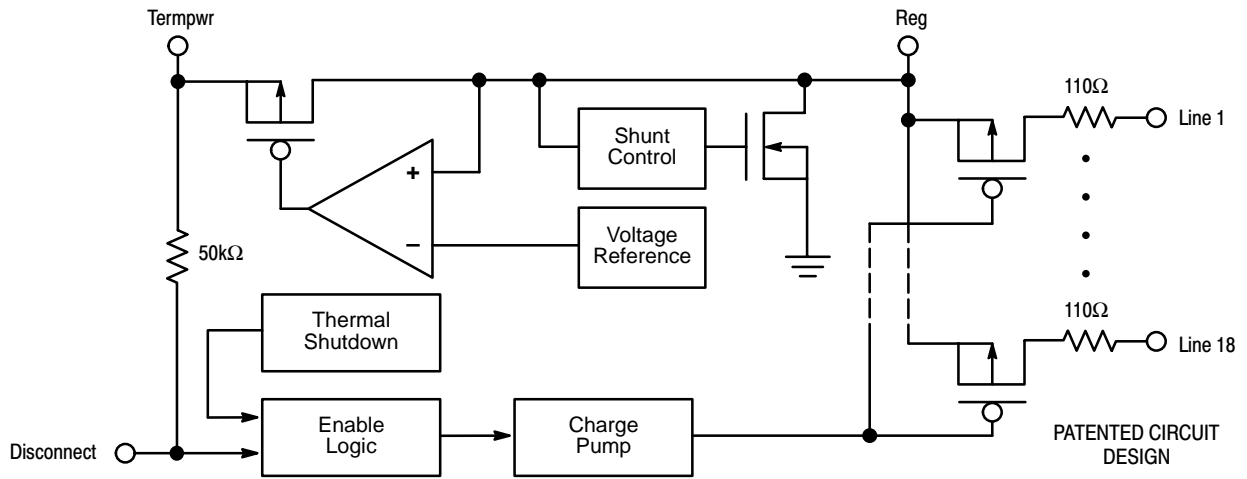 Termpwr
Reg
110Ω
Line 1
+
Shunt
Control
−
Voltage
Reference
50kΩ
Thermal
Shutdown
110Ω
Line 18
Disconnect
Enable
Logic
Charge
Pump
PATENTED CIRCUIT
DESIGN